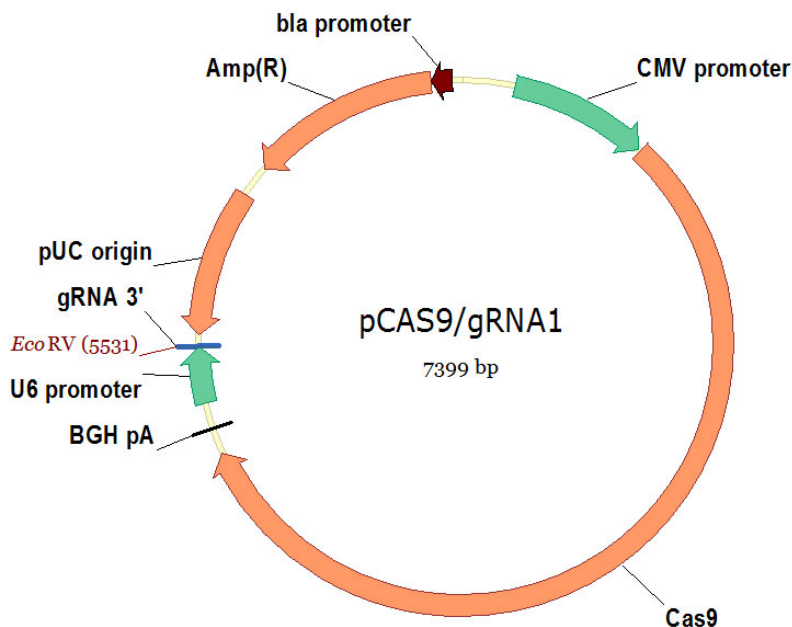 bla promoter
Amp(R)
CMV promoter
pUC origin
gRNA 3'
EcoRV (5531)
U6 promoter
BGH pA
pCAS9/gRNA1
7399 bp
Cas9